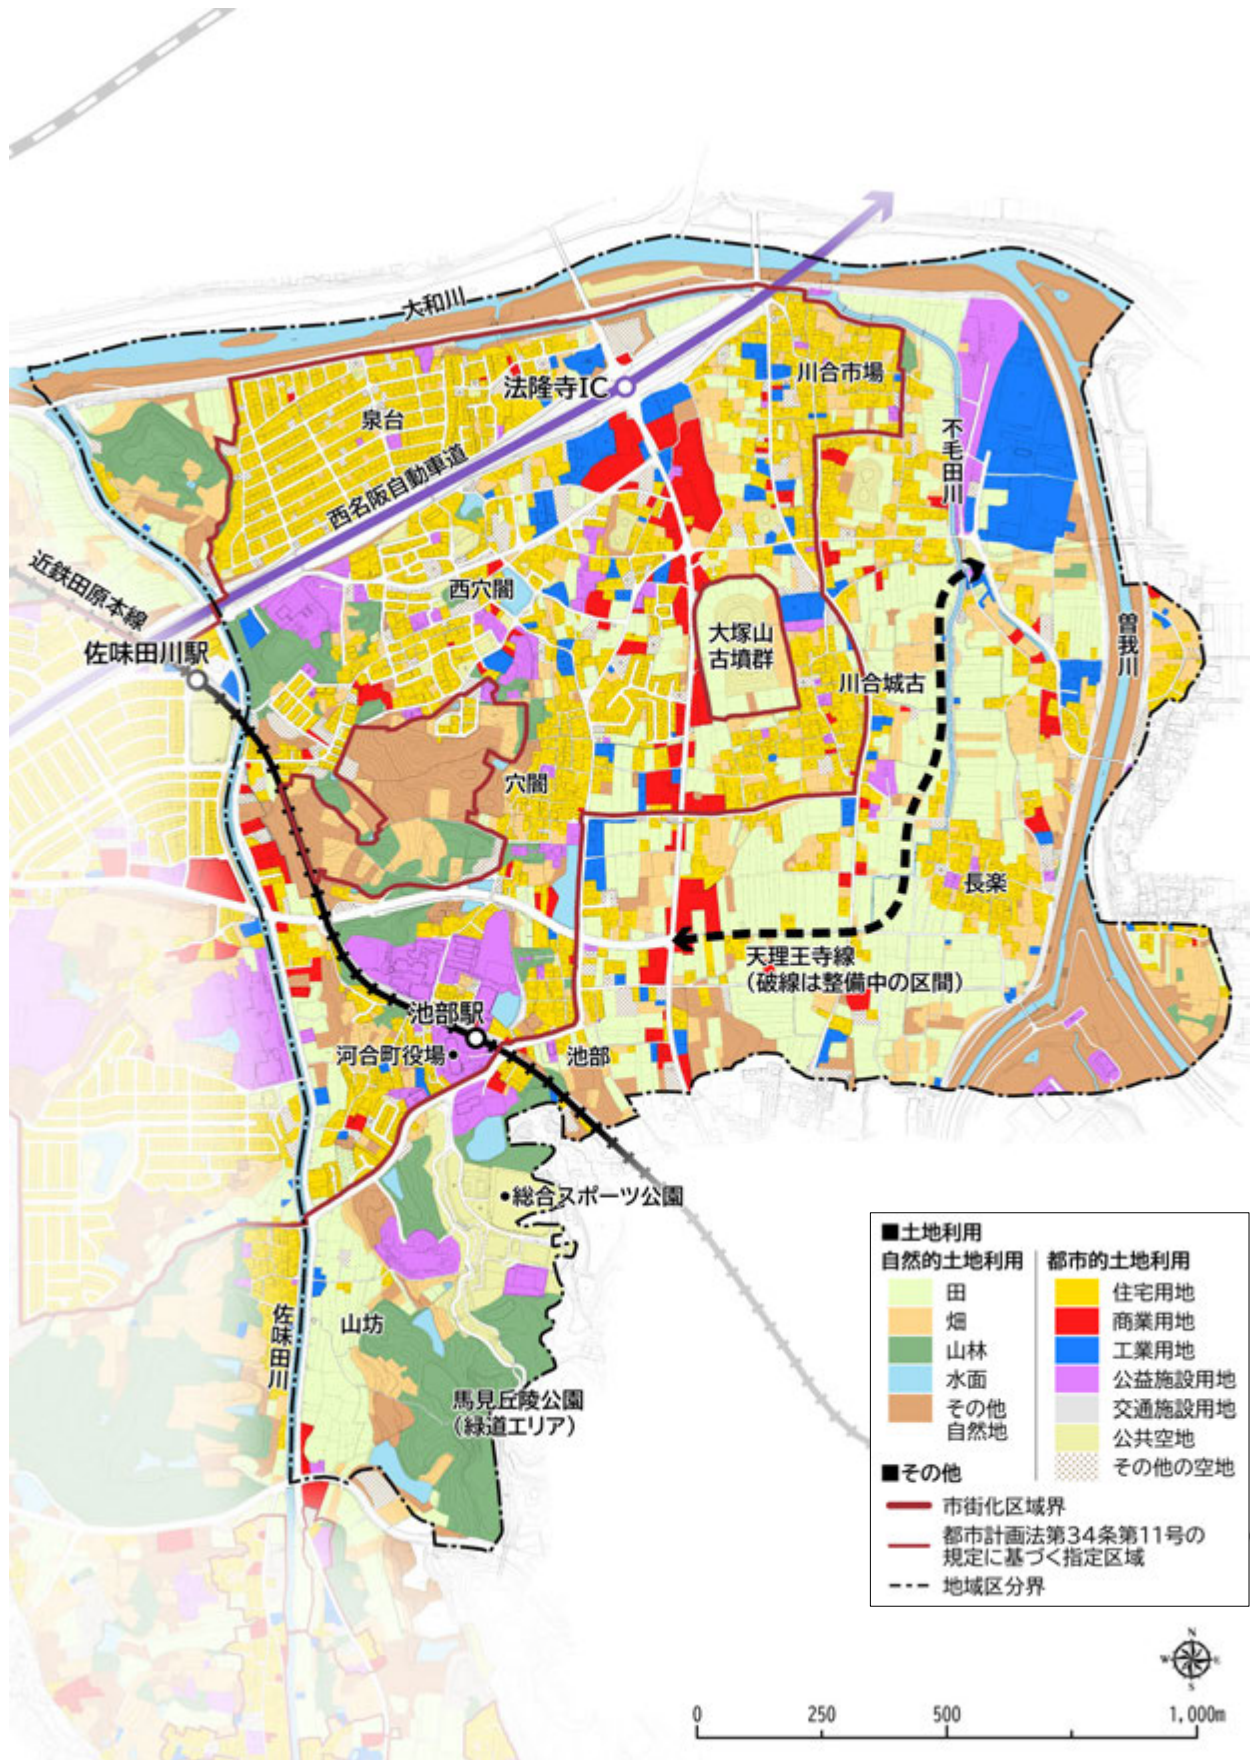 大和川
法隆寺IC
川合市場
泉台
不毛田川
西名阪自動車道
近鉄田原本線
西穴闇
佐味田川駅
大塚山
古墳群
曽我川
川合城古
穴闇
長楽
天理王寺線
(破線は整備中の区間)
池部駅
河合町役場
池部
総合スポーツ公園
佐味田川
山坊
馬見丘陵公園
(緑道エリア)
■土地利用
自然的土地利用
田
畑
山林
水面
その他
自然地
都市的土地利用
住宅用地
商業用地
工業用地
公益施設用地
交通施設用地
公共空地
その他の空地
■その他
市街化区域界
都市計画法第34条第11号の
規定に基づく指定区域
地域区分界
N
W
E
S
0
250
500
1,000m